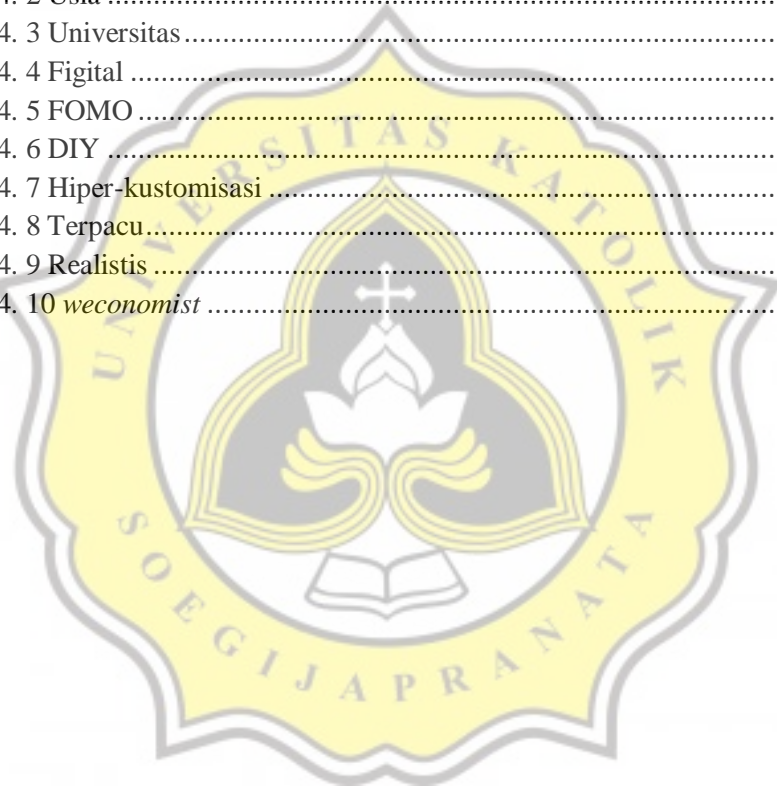 4. 2 Usia ..........................................................................................
4. 3 Universitas ..........................................................................................
4. 4 Figital ..........................................................................................
4. 5 FOMO ..........................................................................................
4. 6 DIY ..........................................................................................
4. 7 Hiper-kustomisasi ..........................................................................................
4. 8 Terpacu ..........................................................................................
4. 9 Realistis ..........................................................................................
4. 10 weconomist ..........................................................................................
UNIVERSITAS KATOLIK
SOEGIJAPRANATA